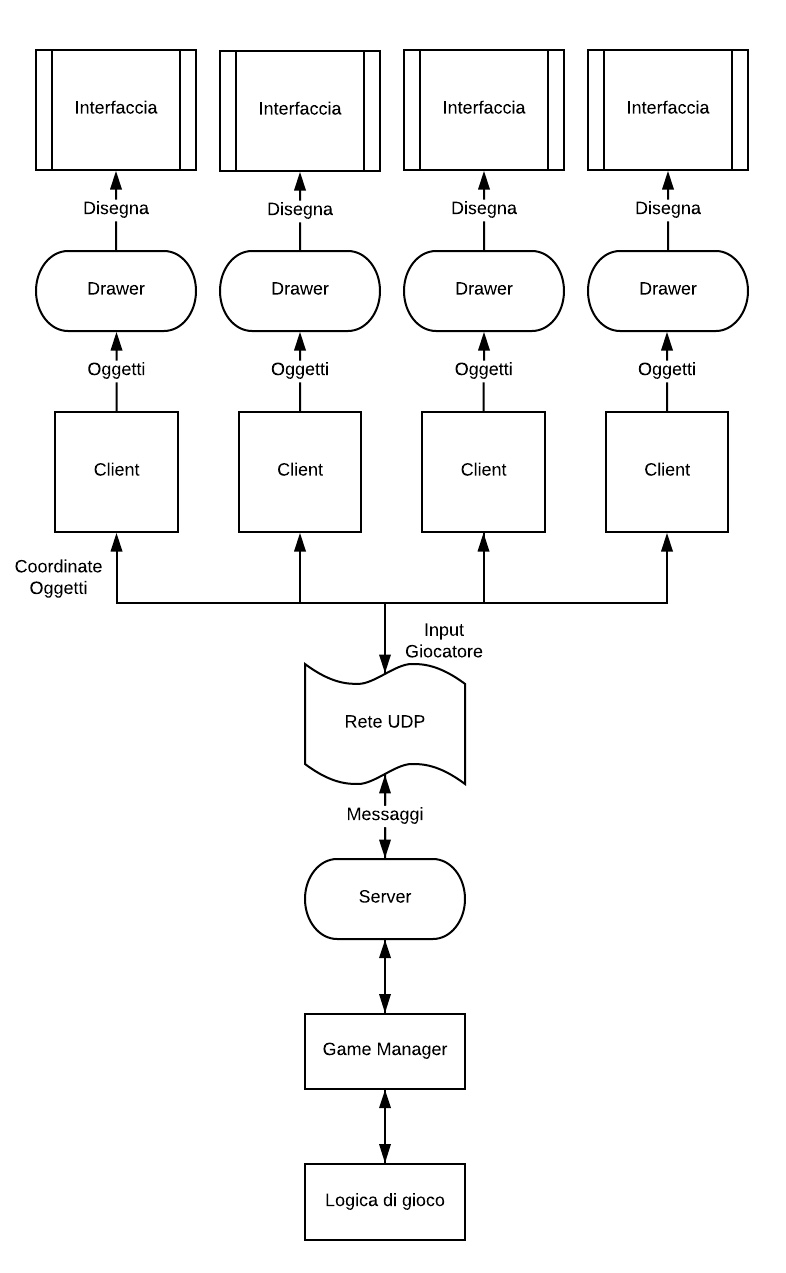 Interfaccia
Interfaccia
Interfaccia
Interfaccia
Disegna
Disegna
Disegna
Disegna
Drawer
Drawer
Drawer
Drawer
Oggetti
Oggetti
Oggetti
Oggetti
Client
Client
Client
Client
Coordinate
Oggetti
Input
Giocatore
Rete UDP
Messaggi
Server
Game Manager
Logica di gioco